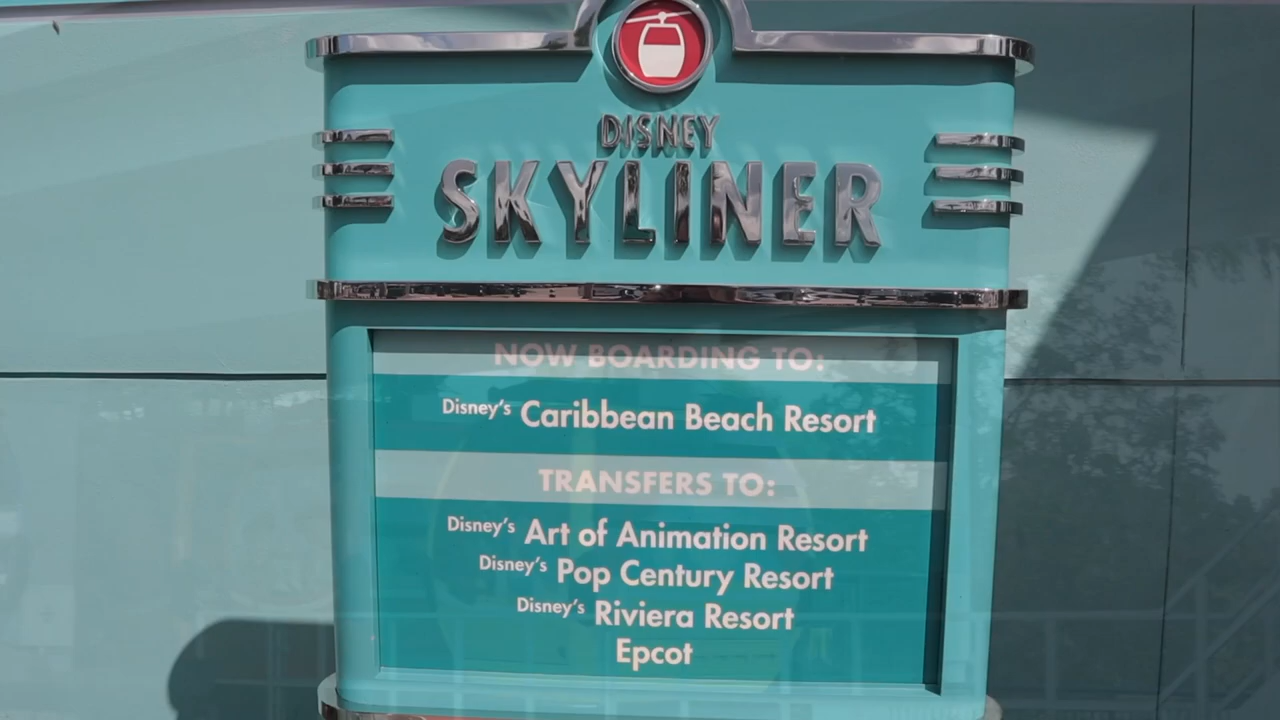 DISNEY
SKYLINER
NOW BOARDING TO:
Disney's Caribbean Beach Resort
TRANSFERS TO:
Disney's Art of Animation Resort
Disney's Pop Century Resort
Disney's Riviera Resort
Epcot